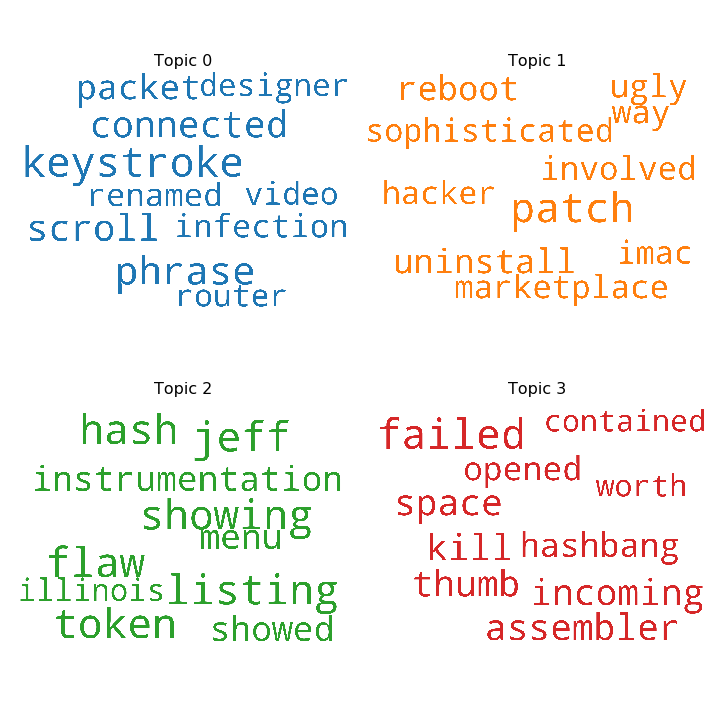 Topic 0
packet designer
connected
keystroke
renamed video
scroll infection
phrase
router
Topic 1
reboot ugly
way
sophisticated
involved
hacker patch
uninstall imac
marketplace
Topic 2
hash jeff
instrumentation
showing
menu
flaw
illinois listing
token showed
Topic 3
failed contained
opened worth
space
kill hashbang
thumb incoming
assembler